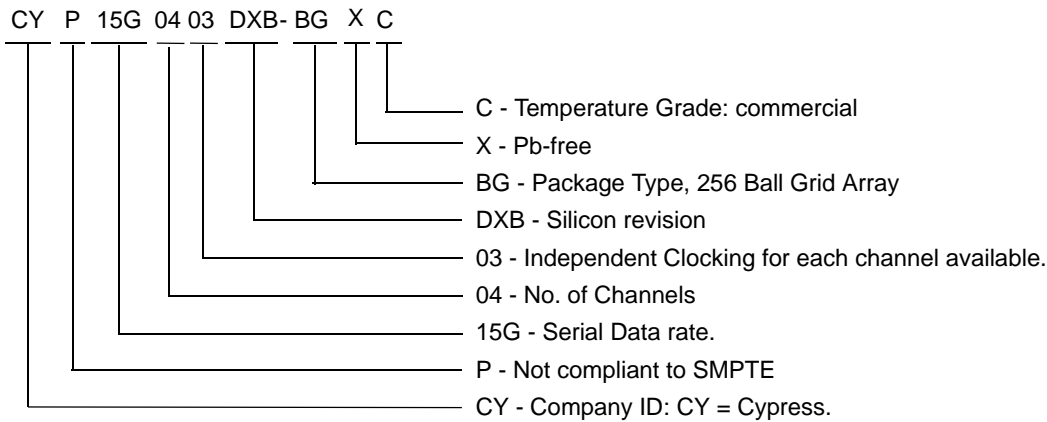 CY P 15G 04 03 DXB- BG X C
C - Temperature Grade: commercial
X - Pb-free
BG - Package Type, 256 Ball Grid Array
DXB - Silicon revision
03 - Independent Clocking for each channel available.
04 - No. of Channels
15G - Serial Data rate.
P - Not compliant to SMPTE
CY - Company ID: CY = Cypress.